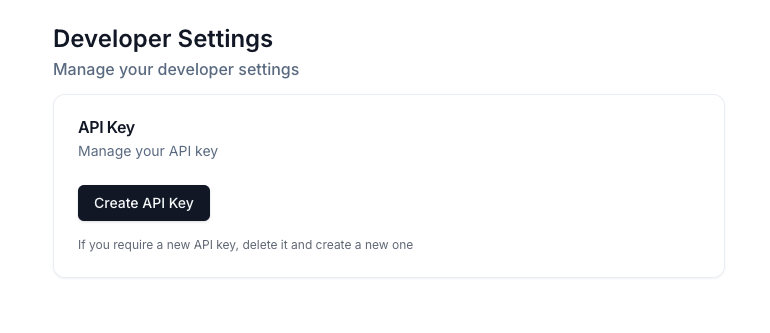 Developer Settings
Manage your developer settings
API Key
Manage your API key
Create API Key
If you require a new API key, delete it and create a new one